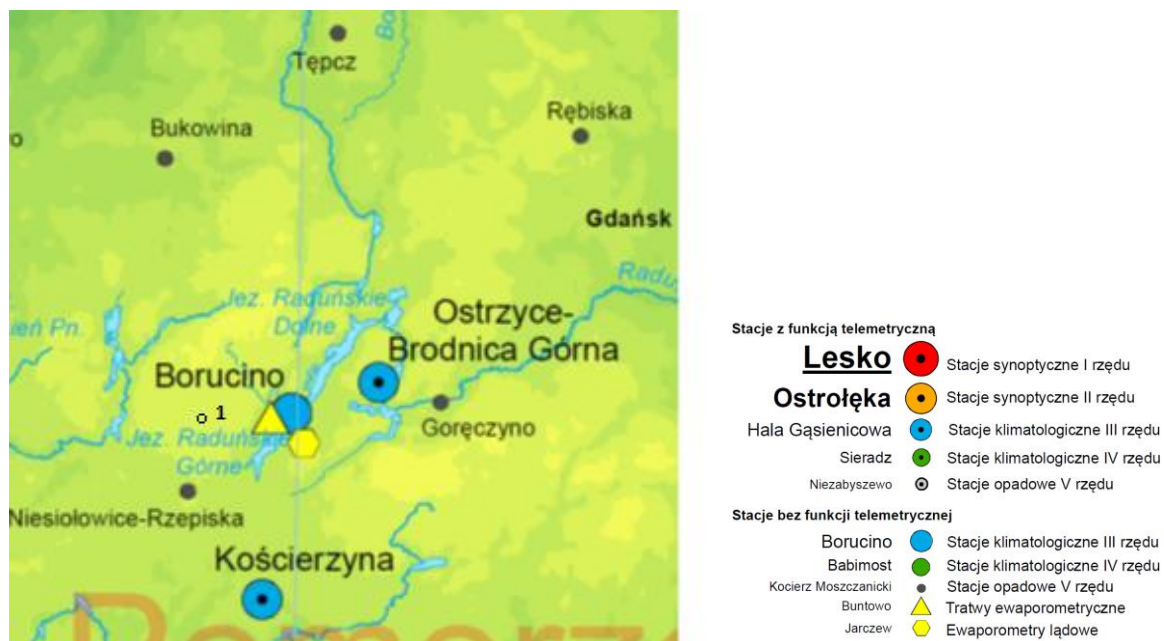 Tępcz
Rębiska
Bukowina
Gdańsk
Jez. Raduńskie
Dolne
ień Pn.
Ostrzyce-
Brodnica Górna
Borucino
1
Jez. Raduńskie
Górne
Goręczyno
Niesiołowice-Rzepiska
Kościerzyna
Stacje z funkcją telemetryczną
Lesko Stacje synoptyczne I rzędu
Ostrołęka Stacje synoptyczne II rzędu
Hala Gąsienicowa Stacje klimatologiczne III rzędu
Sieradz Stacje klimatologiczne IV rzędu
Niezabyszewo Stacje opadowe V rzędu
Stacje bez funkcji telemetrycznej
Borucino Stacje klimatologiczne III rzędu
Babimost Stacje klimatologiczne IV rzędu
Kocierz Moszczanicki Stacje opadowe V rzędu
Buntowo Tratwy ewaporometryczne
Jarczew Ewaporometry lądowe